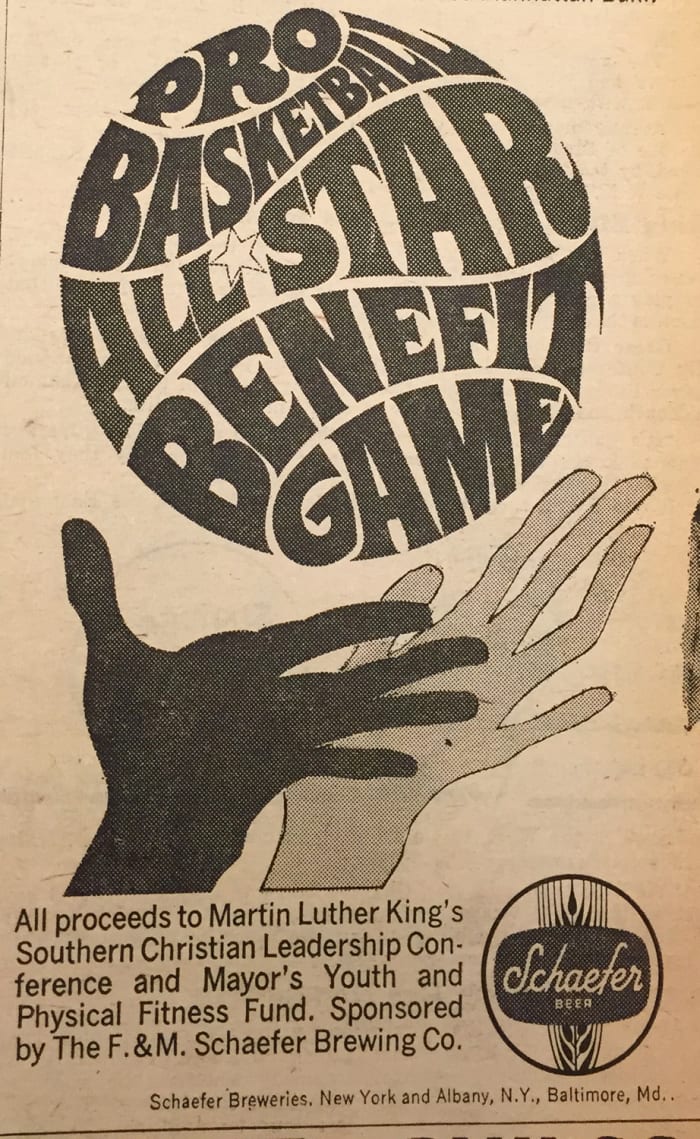 PRO
BASKETBALL
ALL STAR
BENEFIT
GAME
All proceeds to Martin Luther King's
Southern Christian Leadership Con-
ference and Mayor's Youth and
Physical Fitness Fund. Sponsored
by The F.&M. Schaefer Brewing Co.
Schaefer
BEER
Schaefer Breweries, New York and Albany, N.Y., Baltimore, Md..